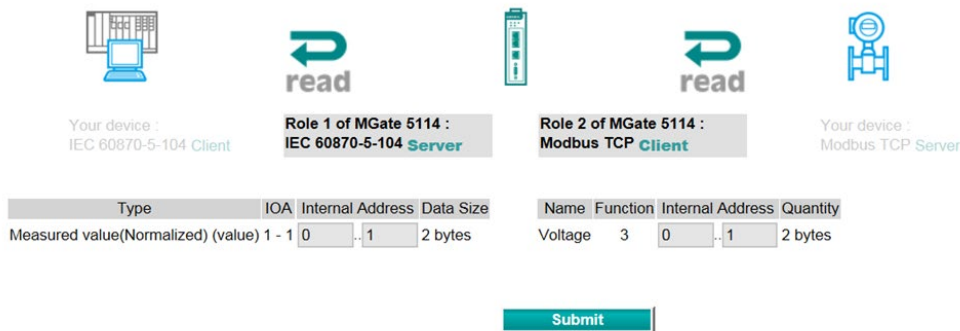 read
read
Your device :
IEC 60870-5-104 Client
Role 1 of MGate 5114 :
IEC 60870-5-104 Server
Role 2 of MGate 5114 :
Modbus TCP Client
Your device :
Modbus TCP Server
Type IOA Internal Address Data Size
Measured value(Normalized) (value) 1 - 1 0 .. 1 2 bytes
Name Function Internal Address Quantity
Voltage 3 0 .. 1 2 bytes
Submit